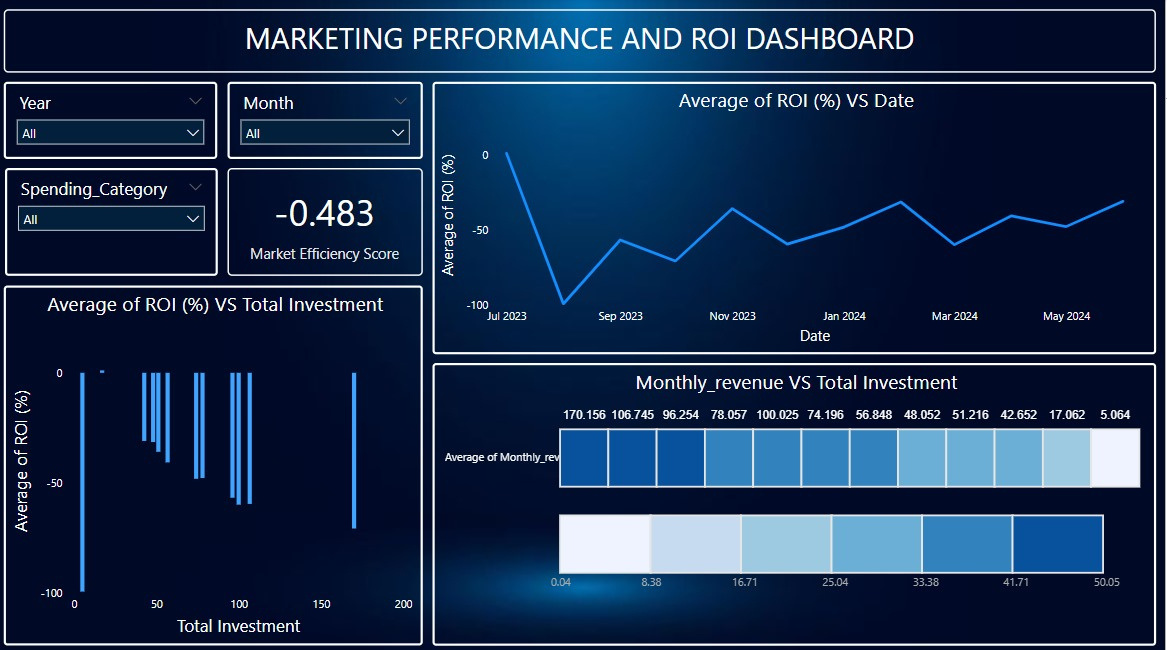 MARKETING PERFORMANCE AND ROI DASHBOARD
Year
All
Month
All
Spending_Category
All
-0.483
Market Efficiency Score
Average of ROI (%) VS Date
Average of ROI (%)
0
-50
-100
Jul 2023 Sep 2023 Nov 2023 Jan 2024 Mar 2024 May 2024
Date
Average of ROI (%) VS Total Investment
Average of ROI (%)
0
-50
-100
0 50 100 150 200
Total Investment
Monthly_revenue VS Total Investment
170.156 106.745 96.254 78.057 100.025 74.196 56.848 48.052 51.216 42.652 17.062 5.064
Average of Monthly_rev
0.04 8.38 16.71 25.04 33.38 41.71 50.05